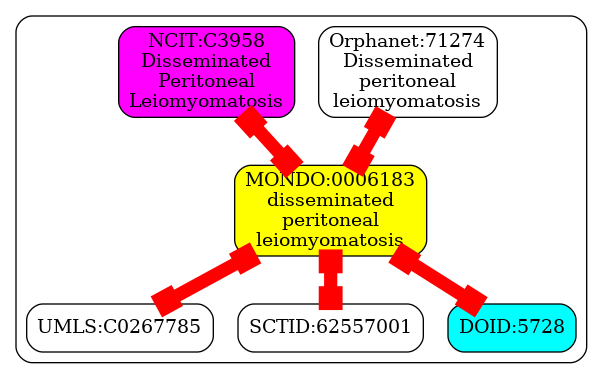 NCIT:C3958
Disseminated
Peritoneal
Leiomyomatosis
Orphanet:71274
Disseminated
peritoneal
leiomyomatosis
MONDO:0006183
disseminated
peritoneal
leiomyomatosis
UMLS:C0267785
SCTID:62557001
DOID:5728